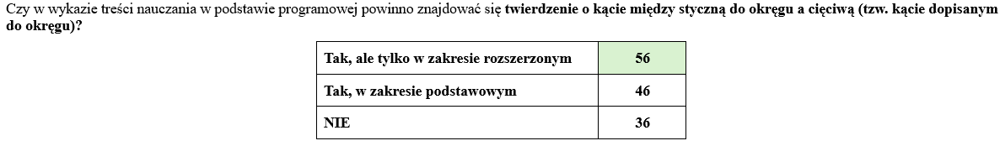 Czy w wykazie treści nauczania w podstawie programowej powinno znajdować się twierdzenie o kącie między styczną do okręgu a cięciwą (tzw. kącie dopisanym
do okręgu)?
Tak, ale tylko w zakresie rozszerzonym 56
Tak, w zakresie podstawowym 46
NIE 36